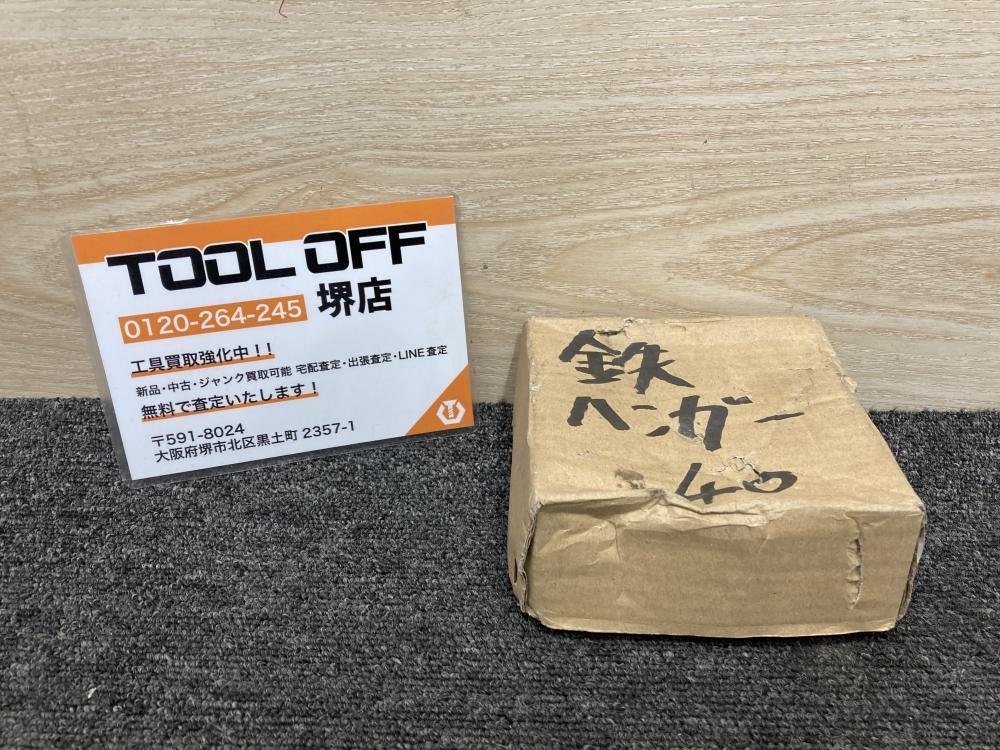 TOOL OFF
0120-264-245 堺店
工具買取強化中！！
新品・中古・ジャンク買取可能 宅配査定・出張査定・LINE査定
無料で査定いたします！
〒591-8024
大阪府堺市北区黒土町 2357-1
鉄
ヘンガー
40